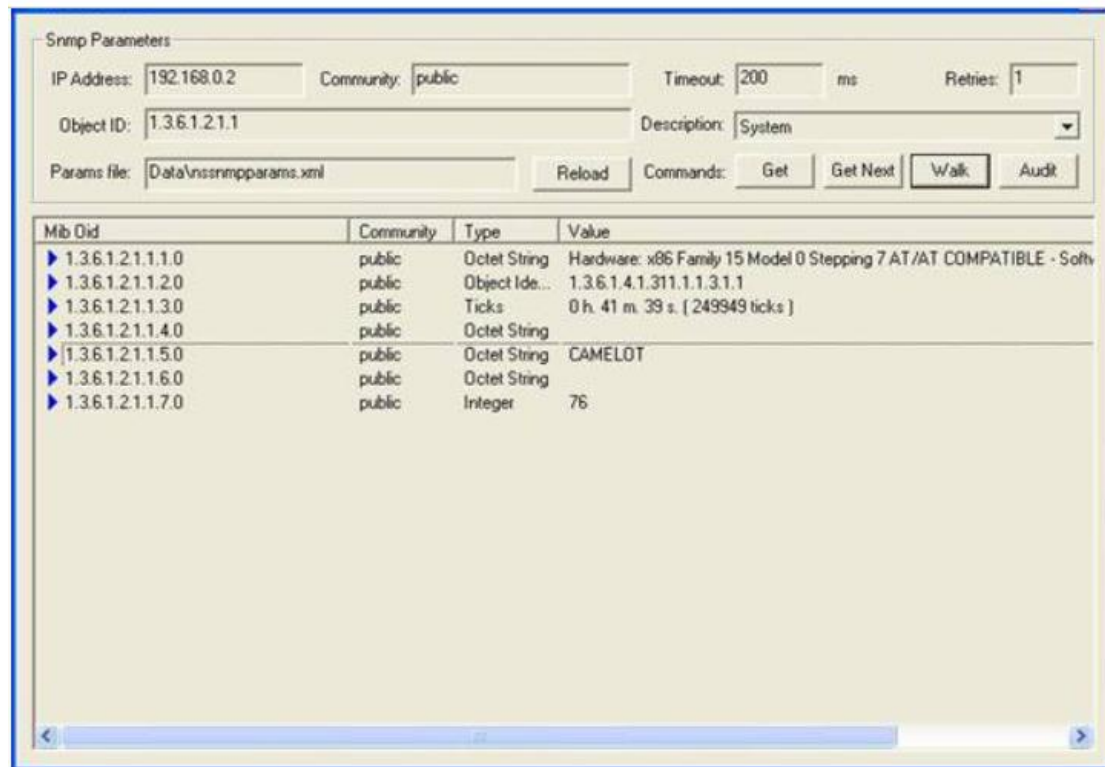 Snmp Parameters
IP Address: 192.168.0.2 Community: public Timeout: 200 ms Retries: 1
Object ID: 1.3.6.1.2.1.1 Description: System
Params file: Data\nssnmpparams.xml Reload Commands: Get Get Next Walk Audit
Mib Oid Community Type Value
1.3.6.1.2.1.1.1.0 public Octet String Hardware: x86 Family 15 Model 0 Stepping 7 AT/AT COMPATIBLE - Softw
1.3.6.1.2.1.1.2.0 public Object Ide... 1.3.6.1.4.1.311.1.1.3.1.1
1.3.6.1.2.1.1.3.0 public Ticks 0 h. 41 m. 39 s. ( 249949 ticks )
1.3.6.1.2.1.1.4.0 public Octet String
1.3.6.1.2.1.1.5.0 public Octet String CAMELOT
1.3.6.1.2.1.1.6.0 public Octet String
1.3.6.1.2.1.1.7.0 public Integer 76